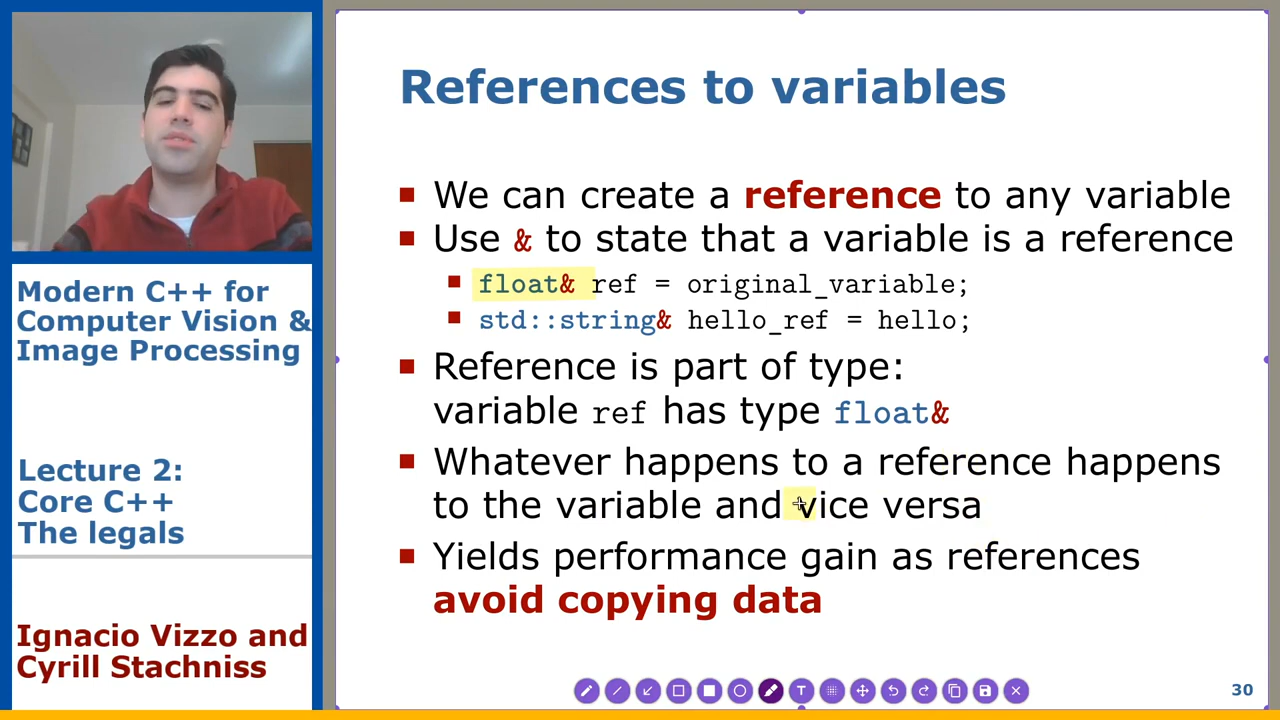 References to variables
We can create a reference to any variable
Use & to state that a variable is a reference
float& ref = original_variable;
std::string& hello_ref = hello;
Reference is part of type:
variable ref has type float&
Whatever happens to a reference happens
to the variable and vice versa
Yields performance gain as references
avoid copying data
Modern C++ for
Computer Vision &
Image Processing
Lecture 2:
Core C++
The legals
Ignacio Vizzo and
Cyrill Stachniss
T
30